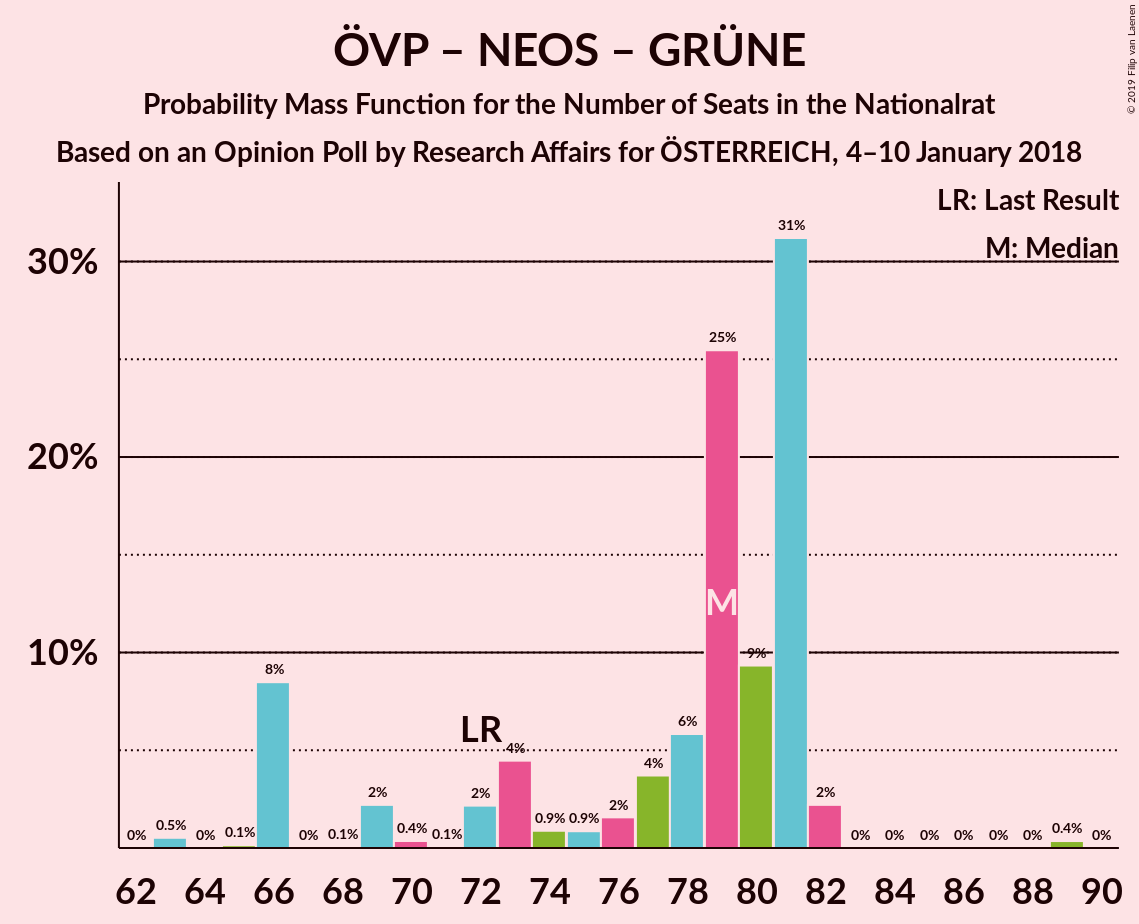 ÖVP – NEOS – GRÜNE
Probability Mass Function for the Number of Seats in the Nationalrat
Based on an Opinion Poll by Research Affairs for ÖSTERREICH, 4–10 January 2018
© 2019 Filip van Laenen
LR: Last Result
M: Median
30%
20%
10%
0% 0.5% 0% 0.1% 8% 0% 0.1% 2% 0.4% 0.1% 2% 4% 0.9% 0.9% 2% 4% 6% 25% 9% 31% 2% 0% 0% 0% 0% 0% 0% 0.4% 0%
LR
M
62 64 66 68 70 72 74 76 78 80 82 84 86 88 90